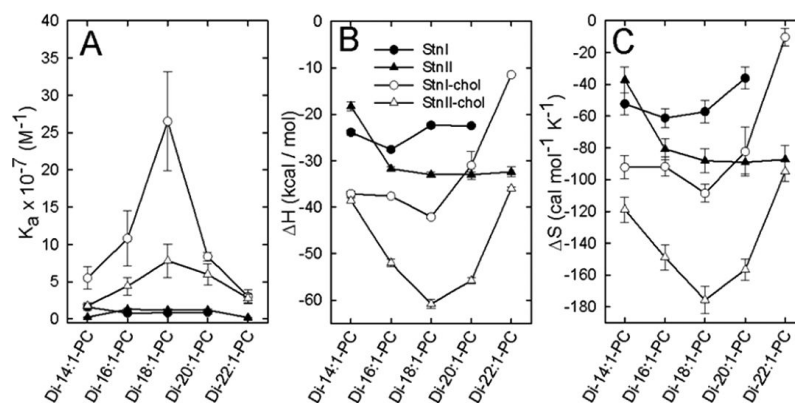 A
K_a x 10^-7 (M^-1)
40
35
30
25
20
15
10
5
0
Di-14:1-PC
Di-16:1-PC
Di-18:1-PC
Di-20:1-PC
Di-22:1-PC
B
StnI
StnII
StnI-chol
StnII-chol
ΔH (kcal / mol)
-0
-10
-20
-30
-40
-50
-60
Di-14:1-PC
Di-16:1-PC
Di-18:1-PC
Di-20:1-PC
Di-22:1-PC
C
ΔS (cal mol^-1 K^-1)
0
-20
-40
-60
-80
-100
-120
-140
-160
-180
Di-14:1-PC
Di-16:1-PC
Di-18:1-PC
Di-20:1-PC
Di-22:1-PC